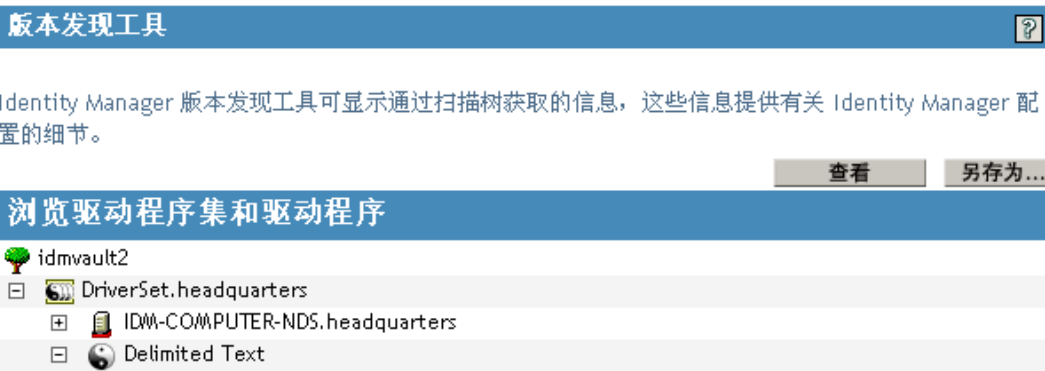 版本发现工具
?
Identity Manager 版本发现工具可显示通过扫描树获取的信息，这些信息提供有关 Identity Manager 配
置的细节。
查看 另存为...
浏览驱动程序集和驱动程序
idmvault2
DriverSet.headquarters
IDM-COMPUTER-NDS.headquarters
Delimited Text